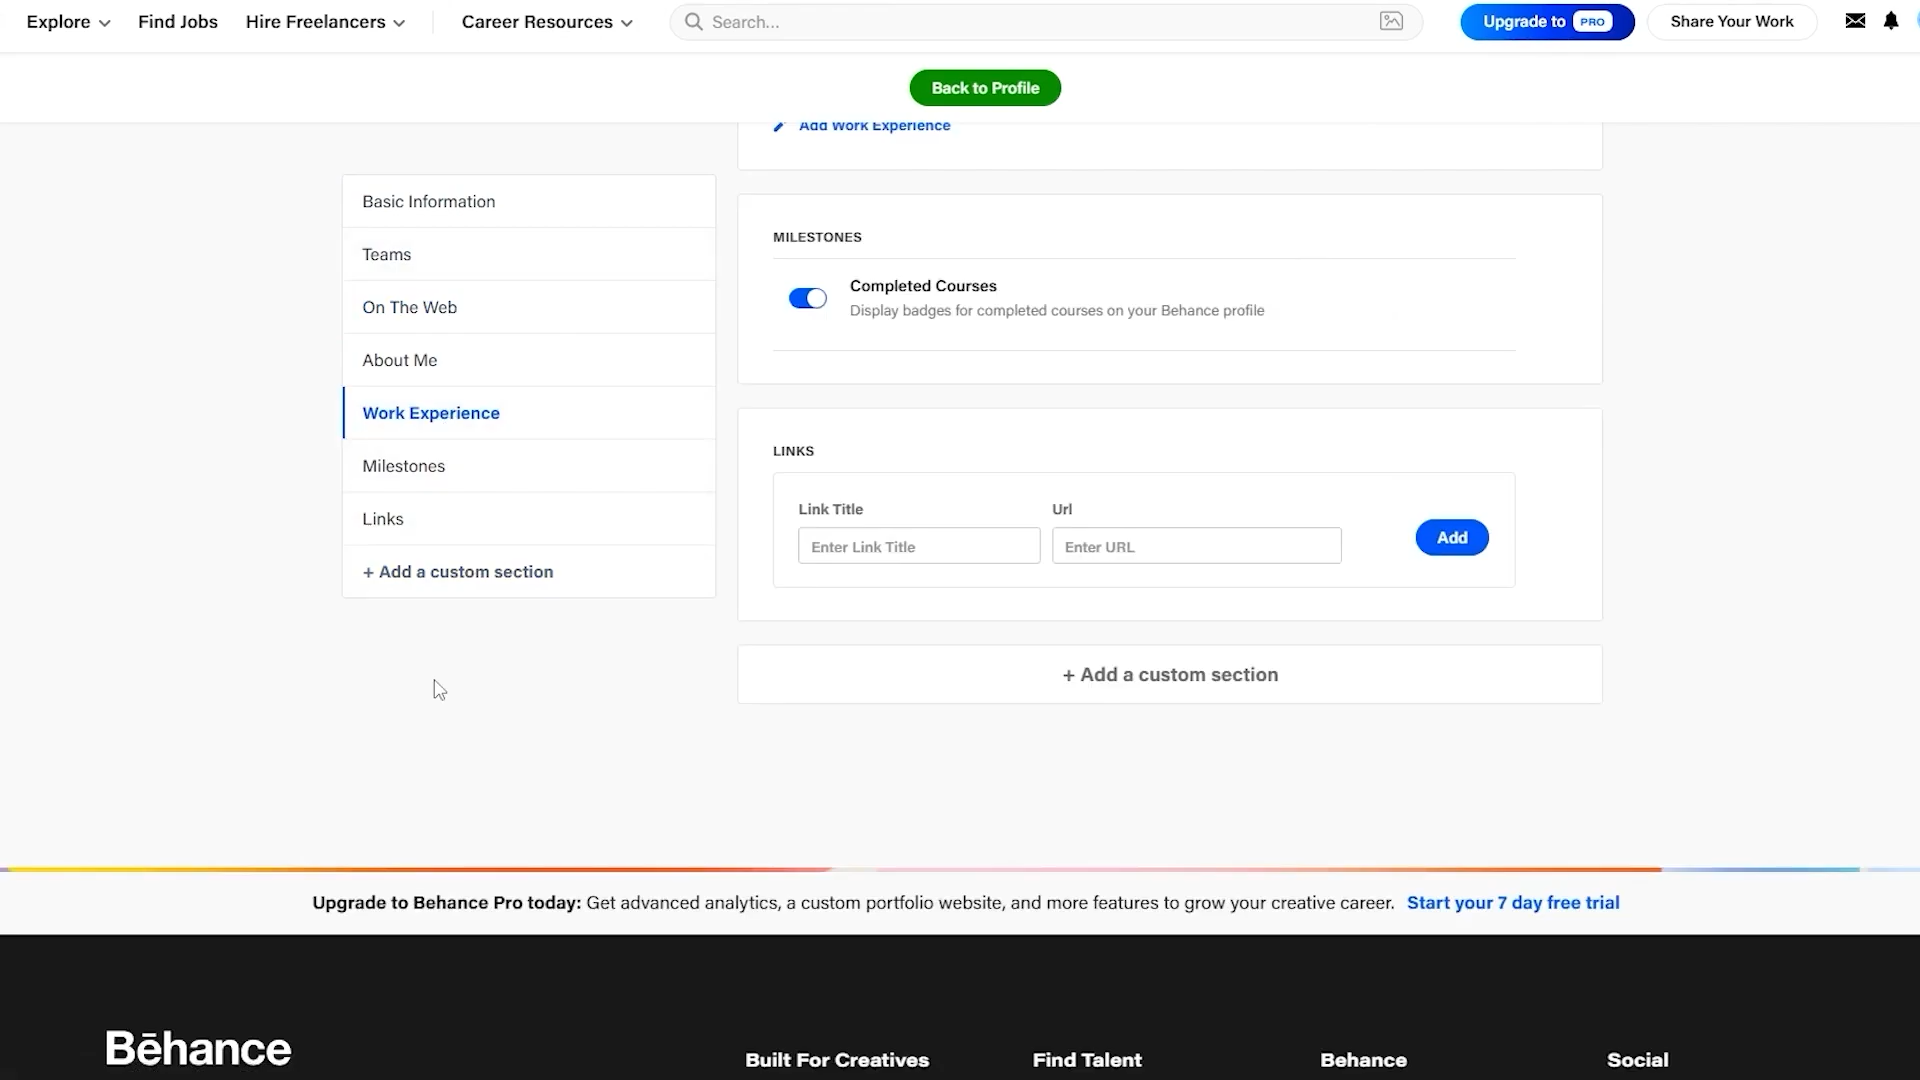 Explore
Find Jobs
Hire Freelancers
Career Resources
Search...
Upgrade to PRO
Share Your Work
Back to Profile
Add Work Experience
Basic Information
Teams
On The Web
About Me
Work Experience
Milestones
Links
+ Add a custom section
MILESTONES
Completed Courses
Display badges for completed courses on your Behance profile
LINKS
Link Title
Url
Enter Link Title
Enter URL
Add
+ Add a custom section
Upgrade to Behance Pro today: Get advanced analytics, a custom portfolio website, and more features to grow your creative career. Start your 7 day free trial
Bēhance
Built For Creatives
Find Talent
Behance
Social